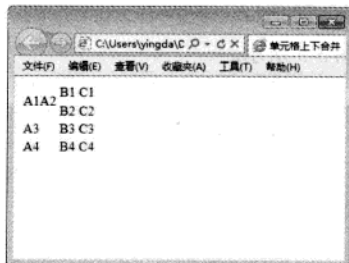 C:\Users\yingda\D
单元格上下合并
文件(F) 编辑(E) 查看(V) 收藏夹(A) 工具(T) 帮助(H)
B1 C1
A1A2
B2 C2
A3 B3 C3
A4 B4 C4